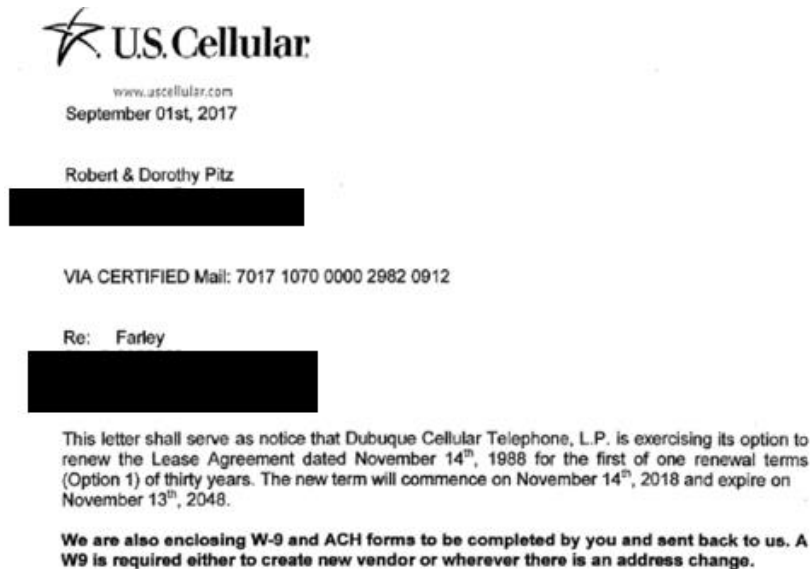 U.S. Cellular
www.uscellular.com
September 01st, 2017
Robert & Dorothy Pitz
VIA CERTIFIED Mail: 7017 1070 0000 2982 0912
Re: Farley
This letter shall serve as notice that Dubuque Cellular Telephone, L.P. is exercising its option to
renew the Lease Agreement dated November 14th, 1988 for the first of one renewal terms
(Option 1) of thirty years. The new term will commence on November 14th, 2018 and expire on
November 13th, 2048.
We are also enclosing W-9 and ACH forms to be completed by you and sent back to us. A
W9 is required either to create new vendor or wherever there is an address change.